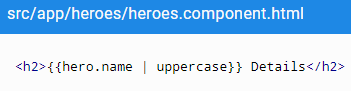 src/app/heroes/heroes.component.html
<h2>{{hero.name | uppercase}} Details</h2>